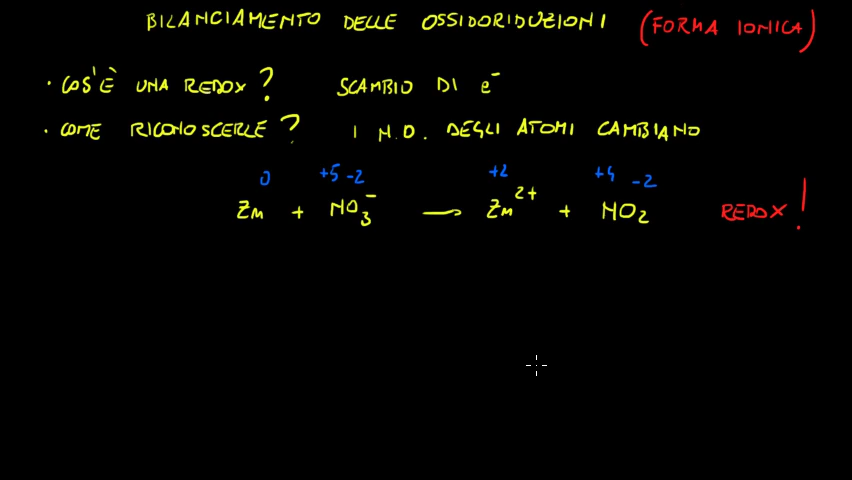 BILANCIAMENTO DELLE OSSIDORIDUZIONI (FORMA IONICA)
· COS'È UNA REDOX? SCAMBIO DI e⁻
· COME RICONOSCERLE? I N.O. DEGLI ATOMI CAMBIANO
0 +5 -2 +2 +4 -2
Zn + NO₃⁻ → Zn²⁺ + NO₂ REDOX!